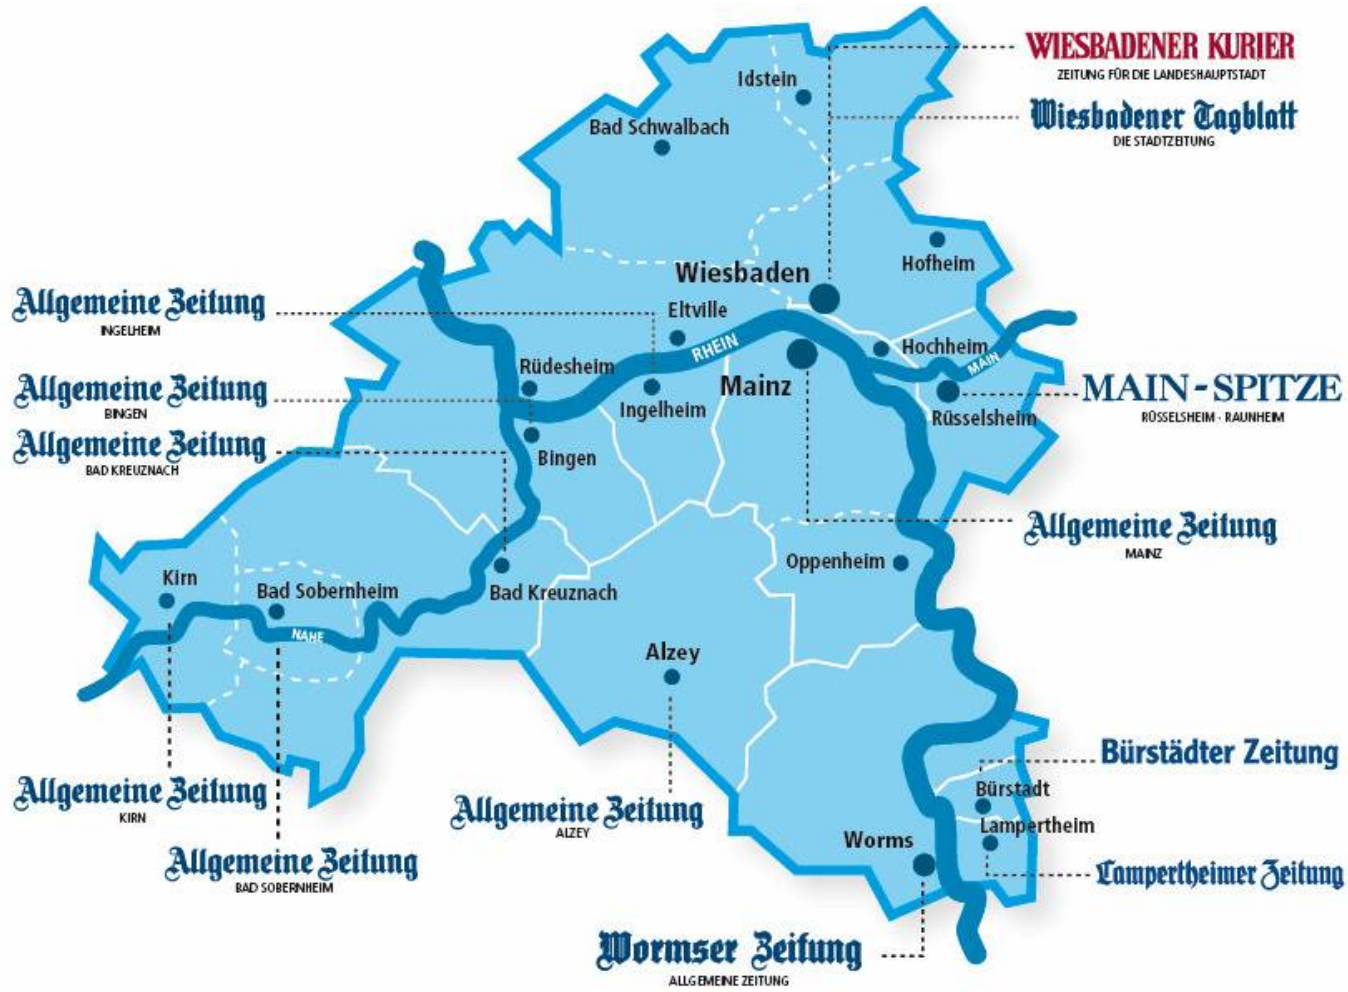 WIESBADENER KURIER
ZEITUNG FÜR DIE LANDESHAUPTSTADT
Idstein
Wiesbadener Tagblatt
DIE STADTZEITUNG
Bad Schwalbach
Hofheim
Wiesbaden
Allgemeine Zeitung
INGELHEIM
Eltville
RHEIN
Hochheim
MAIN
Rüdesheim
Mainz
Allgemeine Zeitung
BINGEN
MAIN-SPITZE
RÜSSELSHEIM · RAUNHEIM
Ingelheim
Rüsselsheim
Allgemeine Zeitung
BAD KREUZNACH
Bingen
Allgemeine Zeitung
MAINZ
Oppenheim
Kirn
Bad Sobernheim
Bad Kreuznach
NAHE
Alzey
Bürstädter Zeitung
Bürstadt
Allgemeine Zeitung
KIRN
Allgemeine Zeitung
ALZEY
Lampertheim
Worms
Allgemeine Zeitung
BAD SOBERNHEIM
Lampertheimer Zeitung
Wormser Zeitung
ALLGEMEINE ZEITUNG